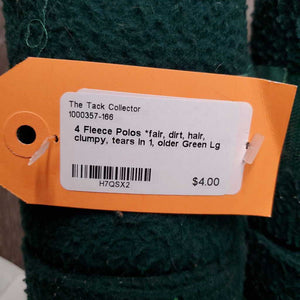 The Tack Collector
1000357-166
4 Fleece Polos *fair, dirt, hair,
clumpy, tears in 1, older Green Lg
H7QSX2
$4.00